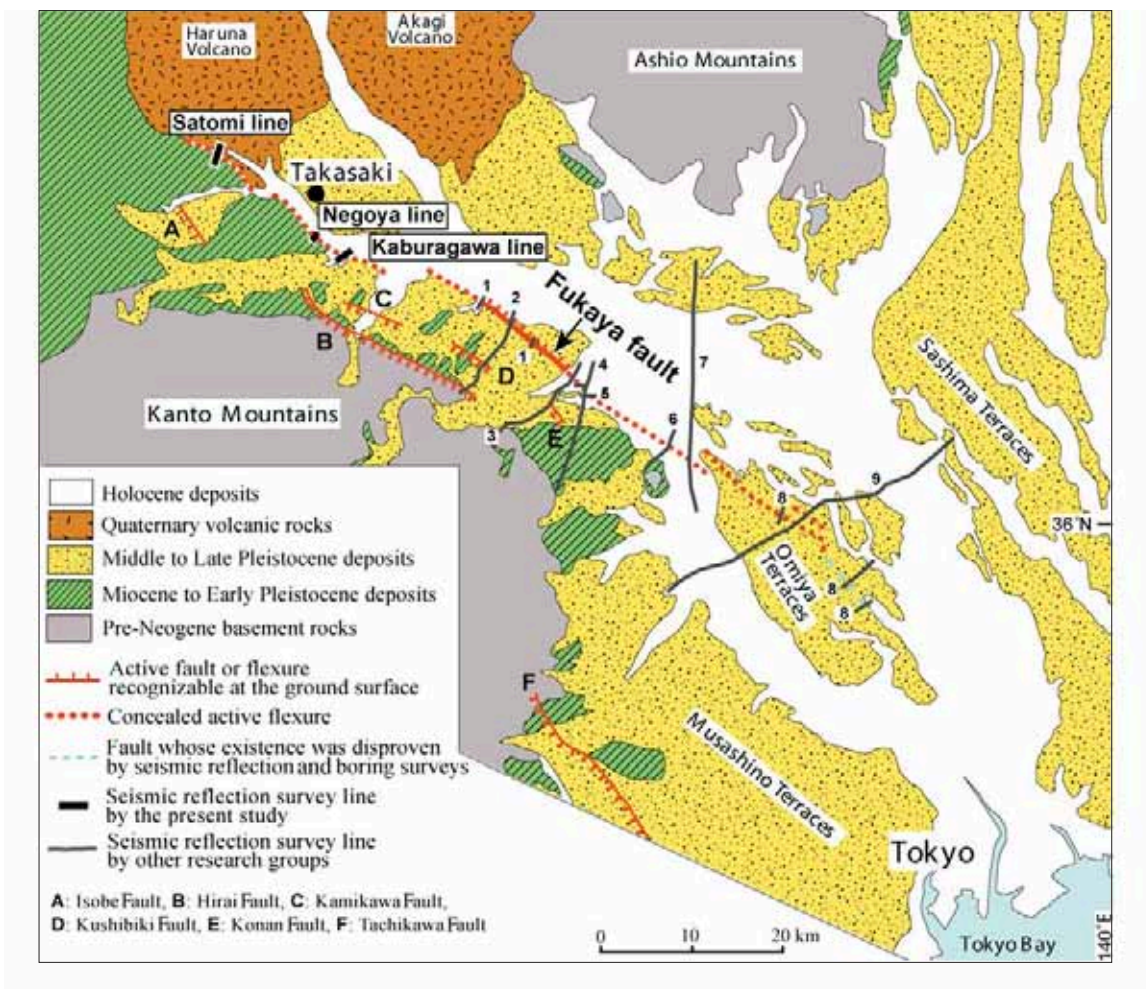 Haruna
Volcano
Akagi
Volcano
Ashio Mountains
Satomi line
Takasaki
Negoya line
Kaburagawa line
A
C
B
1
2
D
1
Fukaya fault
4
5
3
E
6
7
8
9
8
8
Kanto Mountains
Sashima Terraces
36°N
Omiya
Terraces
F
Musashino Terraces
Tokyo
Tokyo Bay
140°E
Holocene deposits
Quaternary volcanic rocks
Middle to Late Pleistocene deposits
Miocene to Early Pleistocene deposits
Pre-Neogene basement rocks
Active fault or flexure
recognizable at the ground surface
Concealed active flexure
Fault whose existence was disproven
by seismic reflection and boring surveys
Seismic reflection survey line
by the present study
Seismic reflection survey line
by other research groups
A: Isobe Fault, B: Hirai Fault, C: Kamikawa Fault,
D: Kushibiki Fault, E: Konan Fault, F: Tachikawa Fault
0 10 20 km